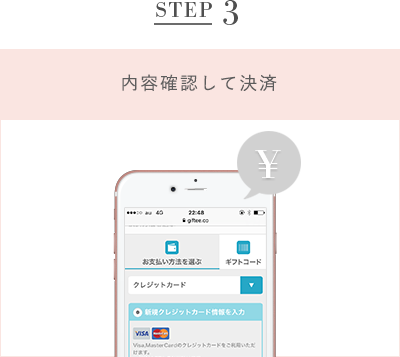 STEP 3
内容確認して決済
¥
au 4G 22:48
giftee.co
お支払い方法を選ぶ ギフトコード
クレジットカード ▼
新規クレジットカード情報を入力
VISA MasterCard
Visa,MasterCardのクレジットカードをご利用いただ
けます。